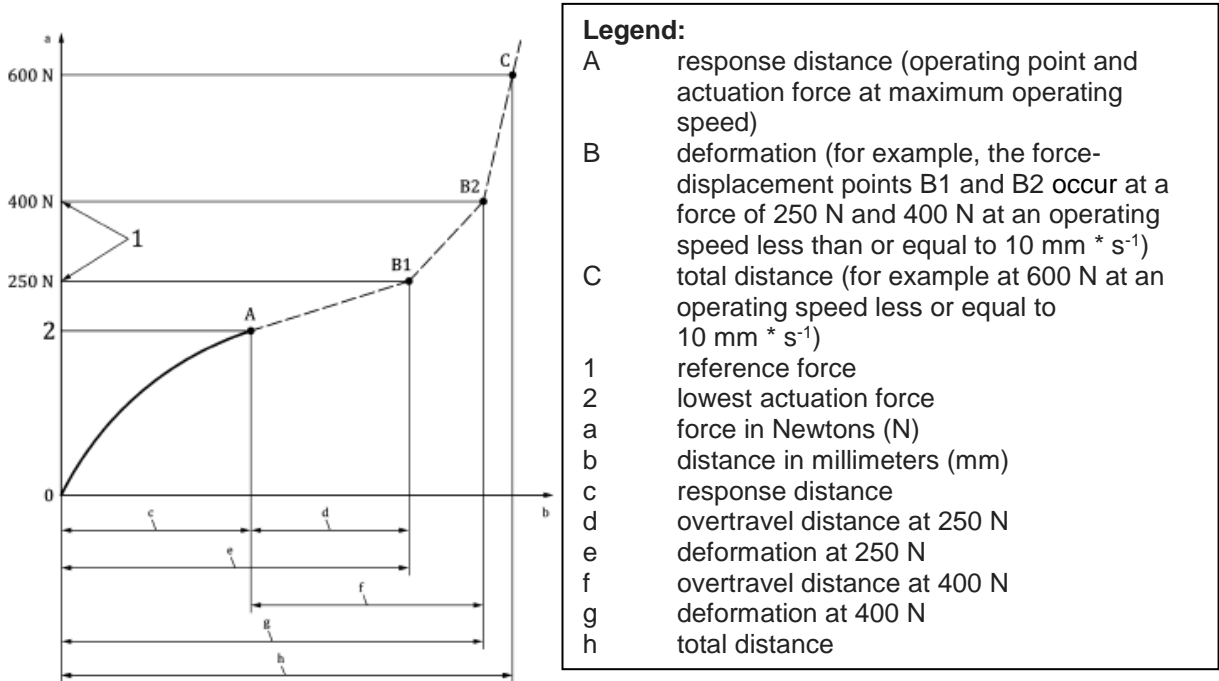 a
600 N
C
400 N
B2
1
250 N
B1
2
A
0
b
c
d
e
f
g
h
Legend:
A response distance (operating point and
actuation force at maximum operating
speed)
B deformation (for example, the force-
displacement points B1 and B2 occur at a
force of 250 N and 400 N at an operating
speed less than or equal to 10 mm * s-1)
C total distance (for example at 600 N at an
operating speed less or equal to
10 mm * s-1)
1 reference force
2 lowest actuation force
a force in Newtons (N)
b distance in millimeters (mm)
c response distance
d overtravel distance at 250 N
e deformation at 250 N
f overtravel distance at 400 N
g deformation at 400 N
h total distance